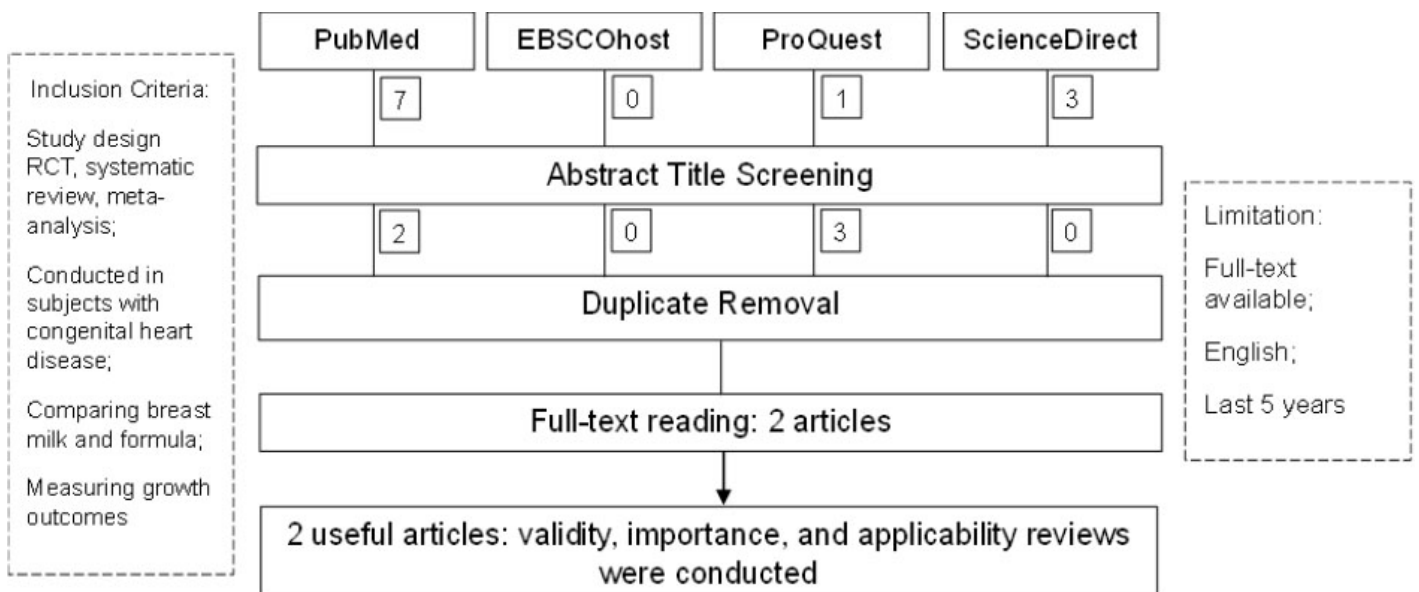 PubMed
EBSCOhost
ProQuest
ScienceDirect
7
0
1
3
Abstract Title Screening
2
0
3
0
Duplicate Removal
Full-text reading: 2 articles
2 useful articles: validity, importance, and applicability reviews
were conducted
Inclusion Criteria:
Study design
RCT, systematic
review, meta-
analysis;
Conducted in
subjects with
congenital heart
disease;
Comparing breast
milk and formula;
Measuring growth
outcomes
Limitation:
Full-text
available;
English;
Last 5 years